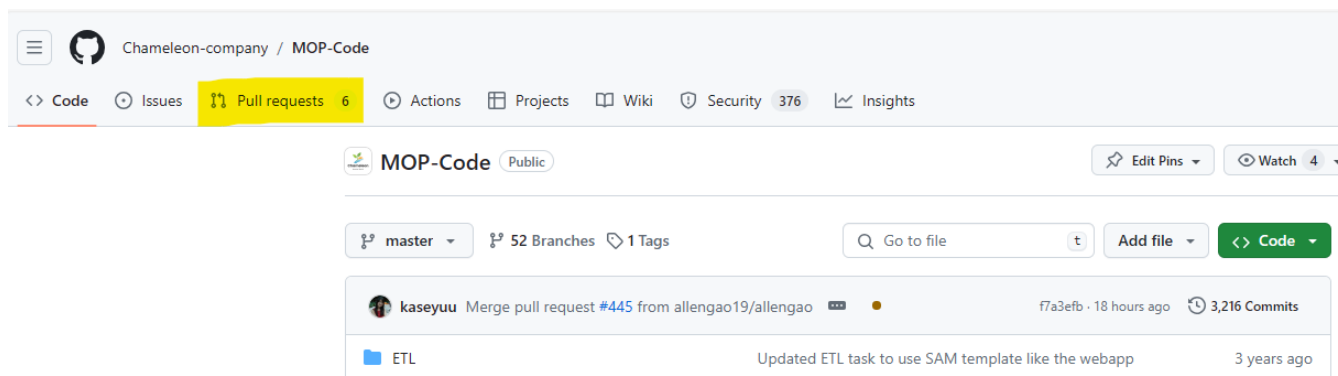 Chameleon-company / MOP-Code
Code Issues Pull requests 6 Actions Projects Wiki Security 376 Insights
MOP-Code Public Edit Pins Watch 4
master 52 Branches 1 Tags Go to file t Add file Code
kaseyuu Merge pull request #445 from allengao19/allengao f7a3efb · 18 hours ago 3,216 Commits
ETL Updated ETL task to use SAM template like the webapp 3 years ago